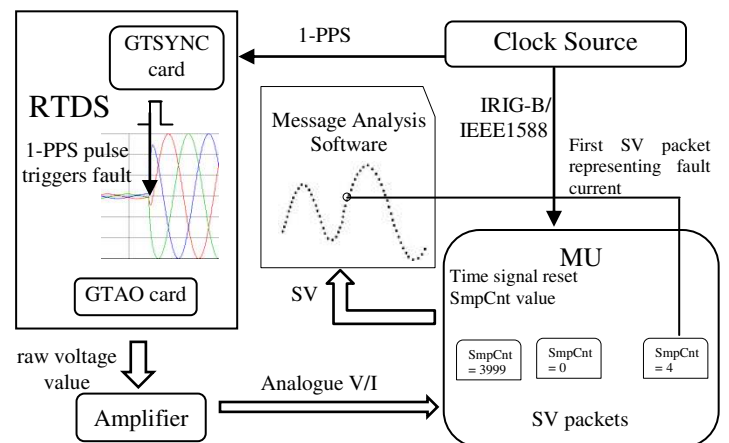 GTSYNC
card
RTDS
1-PPS pulse
triggers fault
GTAO card
raw voltage
value
Amplifier
1-PPS
Clock Source
IRIG-B/
IEEE1588
Message Analysis
Software
First SV packet
representing fault
current
SV
MU
Time signal reset
SmpCnt value
SmpCnt
= 3999
SmpCnt
= 0
SmpCnt
= 4
SV packets
Analogue V/I